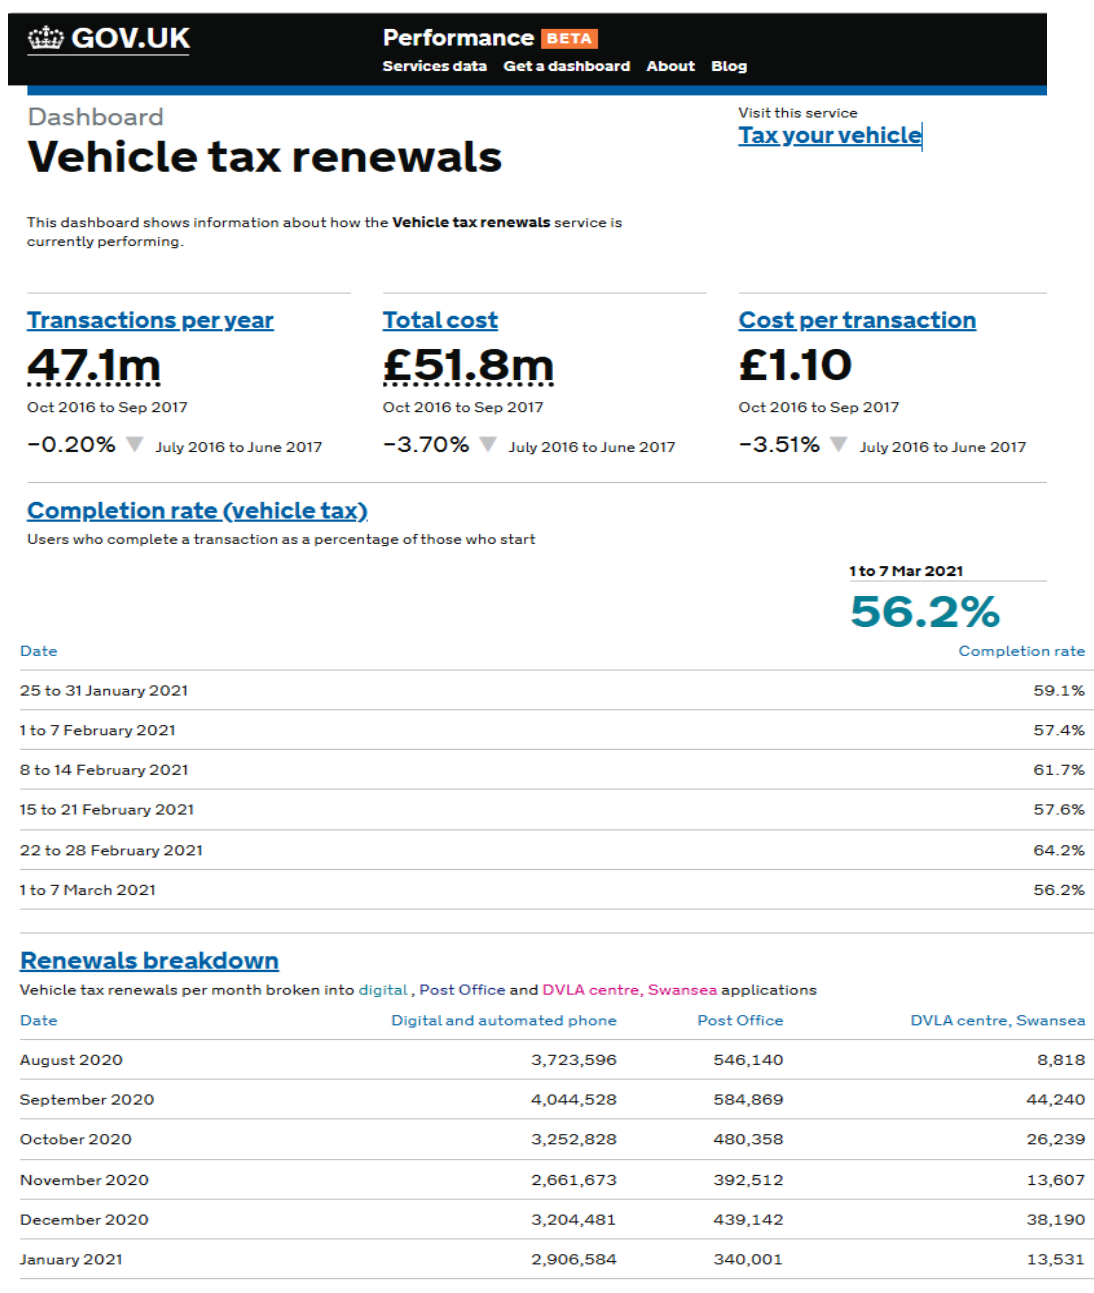 GOV.UK
Performance BETA
Services data Get a dashboard About Blog
Dashboard
Vehicle tax renewals
Visit this service
Tax your vehicle
This dashboard shows information about how the Vehicle tax renewals service is
currently performing.
Transactions per year Total cost Cost per transaction
47.1m £51.8m £1.10
Oct 2016 to Sep 2017 Oct 2016 to Sep 2017 Oct 2016 to Sep 2017
−0.20% ▼ July 2016 to June 2017 −3.70% ▼ July 2016 to June 2017 −3.51% ▼ July 2016 to June 2017
Completion rate (vehicle tax)
Users who complete a transaction as a percentage of those who start
1 to 7 Mar 2021
56.2%
Date Completion rate
25 to 31 January 2021 59.1%
1 to 7 February 2021 57.4%
8 to 14 February 2021 61.7%
15 to 21 February 2021 57.6%
22 to 28 February 2021 64.2%
1 to 7 March 2021 56.2%
Renewals breakdown
Vehicle tax renewals per month broken into digital , Post Office and DVLA centre, Swansea applications
Date Digital and automated phone Post Office DVLA centre, Swansea
August 2020 3,723,596 546,140 8,818
September 2020 4,044,528 584,869 44,240
October 2020 3,252,828 480,358 26,239
November 2020 2,661,673 392,512 13,607
December 2020 3,204,481 439,142 38,190
January 2021 2,906,584 340,001 13,531